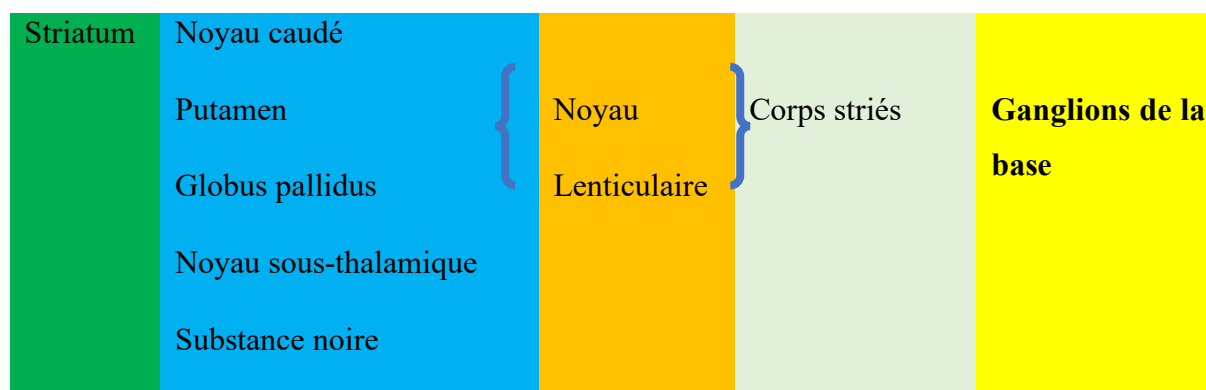 Striatum Noyau caudé
Putamen Noyau Corps striés Ganglions de la
base
Globus pallidus Lenticulaire
Noyau sous-thalamique
Substance noire